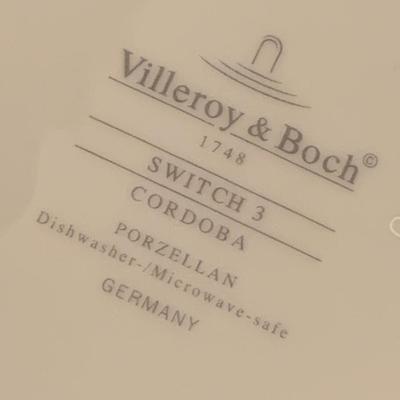 Villeroy & Boch©
1748
SWITCH 3
CORDOBA
PORZELLAN
Dishwasher-/Microwave-safe
GERMANY